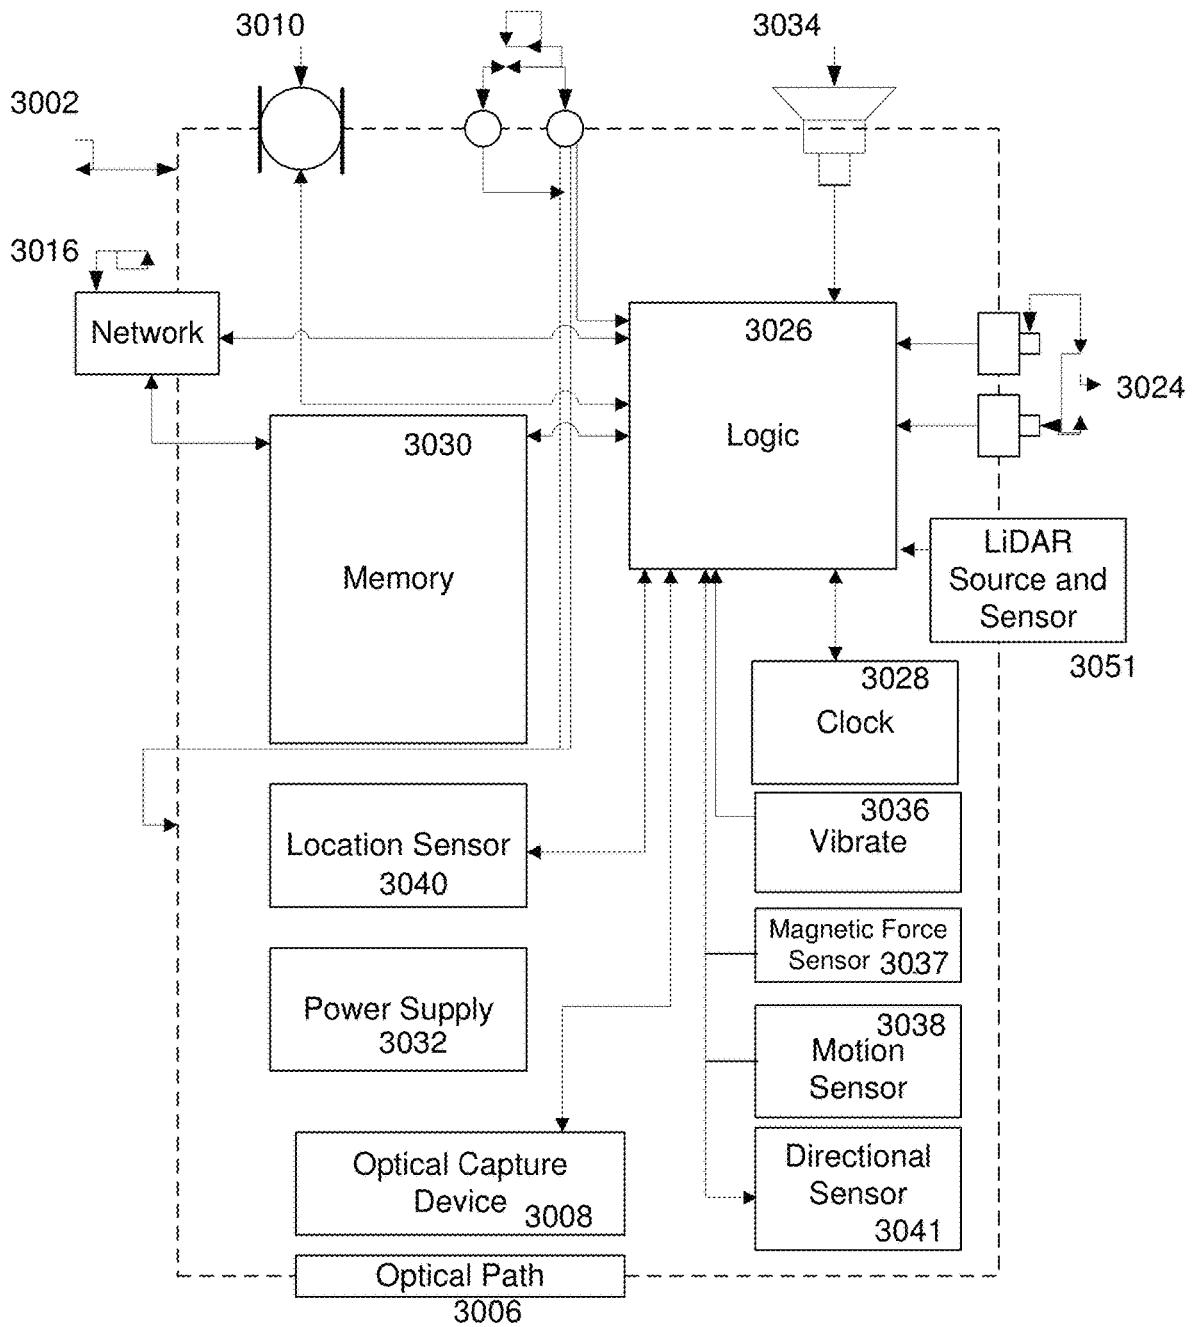 3010
3034
3002
3016
Network
3026
Logic
3024
3030
Memory
LiDAR
Source and
Sensor
3051
3028
Clock
3036
Vibrate
Location Sensor
3040
Magnetic Force
Sensor 3037
Power Supply
3032
3038
Motion
Sensor
Optical Capture
Device 3008
Directional
Sensor
3041
Optical Path
3006